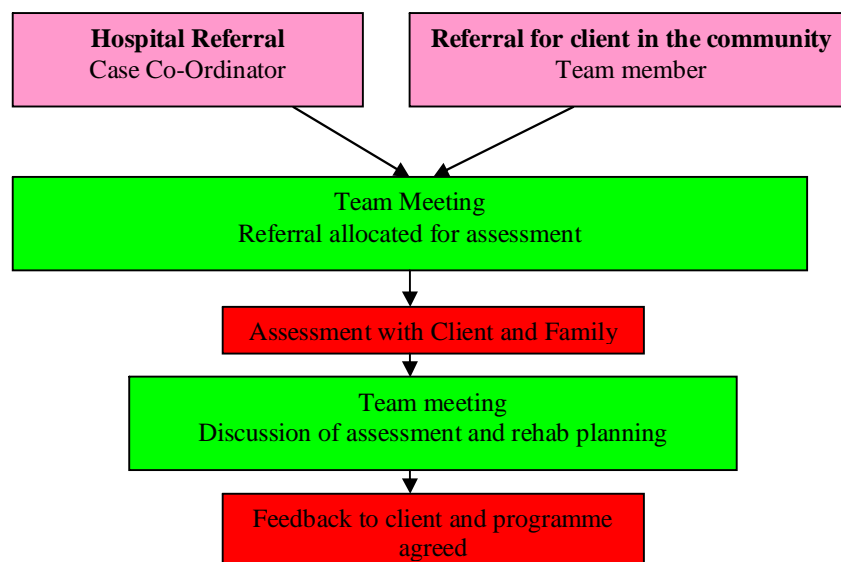 Hospital Referral
Case Co-Ordinator
Referral for client in the community
Team member
Team Meeting
Referral allocated for assessment
Assessment with Client and Family
Team meeting
Discussion of assessment and rehab planning
Feedback to client and programme
agreed